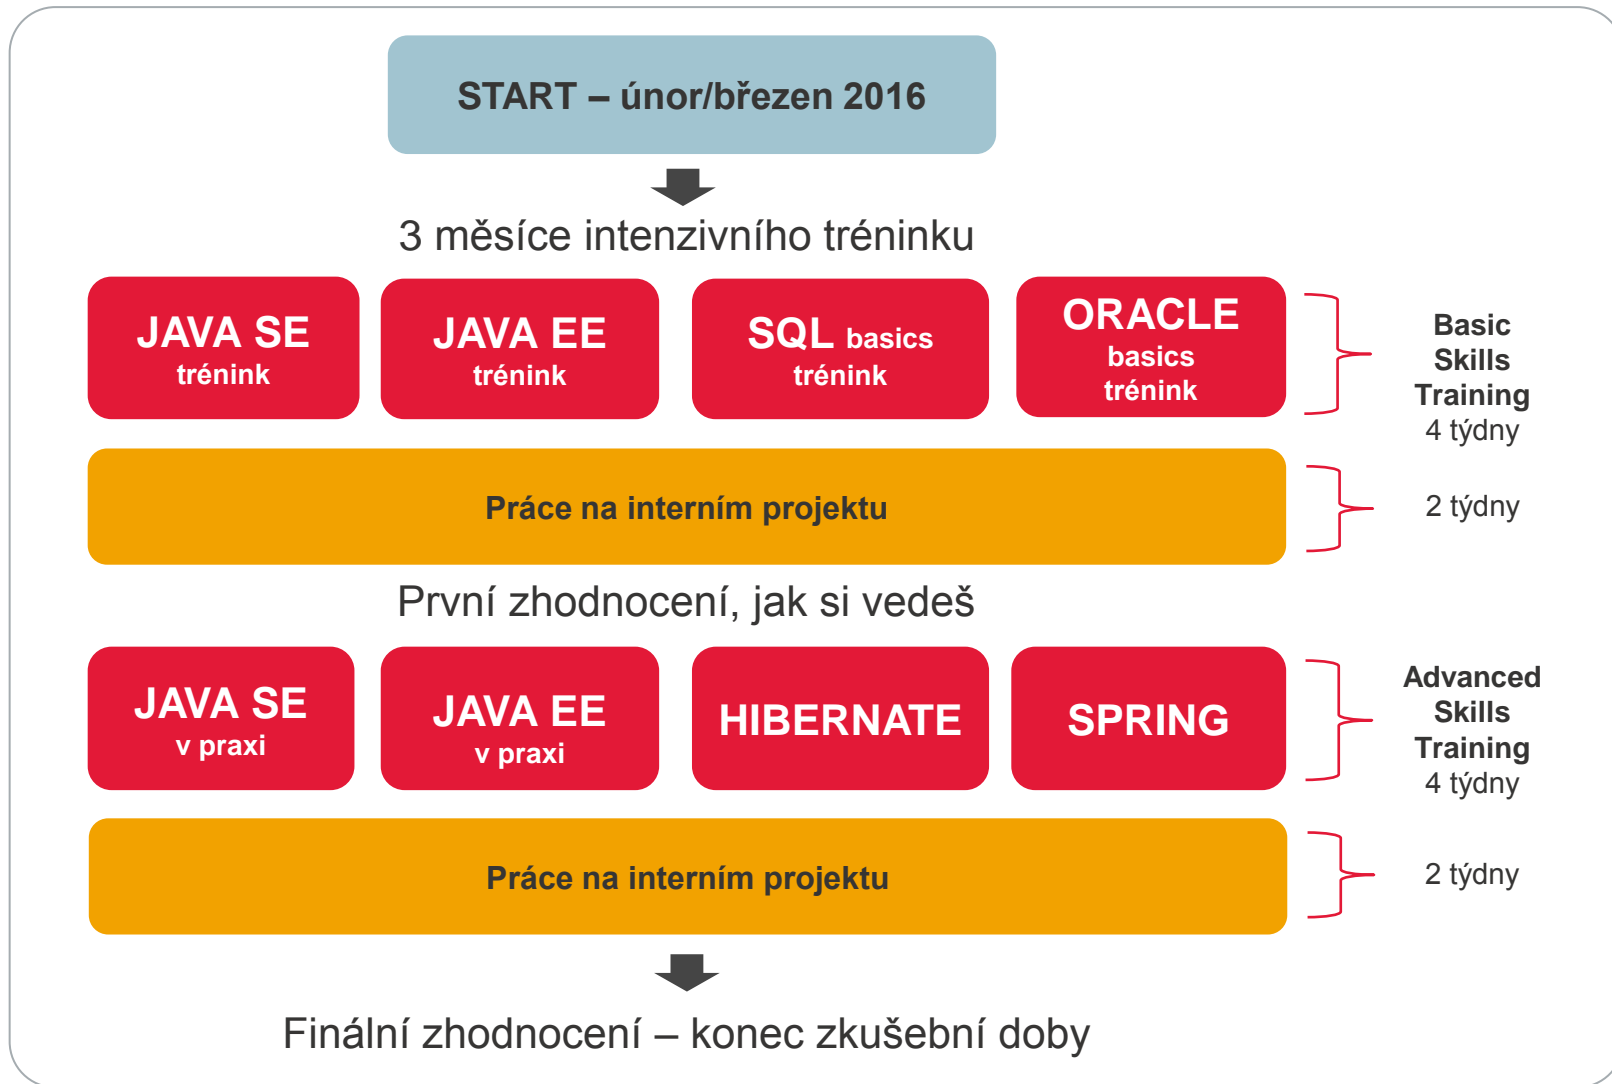 START – únor/březen 2016
3 měsíce intenzivního tréninku
JAVA SE
trénink
JAVA EE
trénink
SQL basics
trénink
ORACLE
basics
trénink
Basic
Skills
Training
4 týdny
Práce na interním projektu
2 týdny
První zhodnocení, jak si vedeš
JAVA SE
v praxi
JAVA EE
v praxi
HIBERNATE
SPRING
Advanced
Skills
Training
4 týdny
Práce na interním projektu
2 týdny
Finální zhodnocení – konec zkušební doby